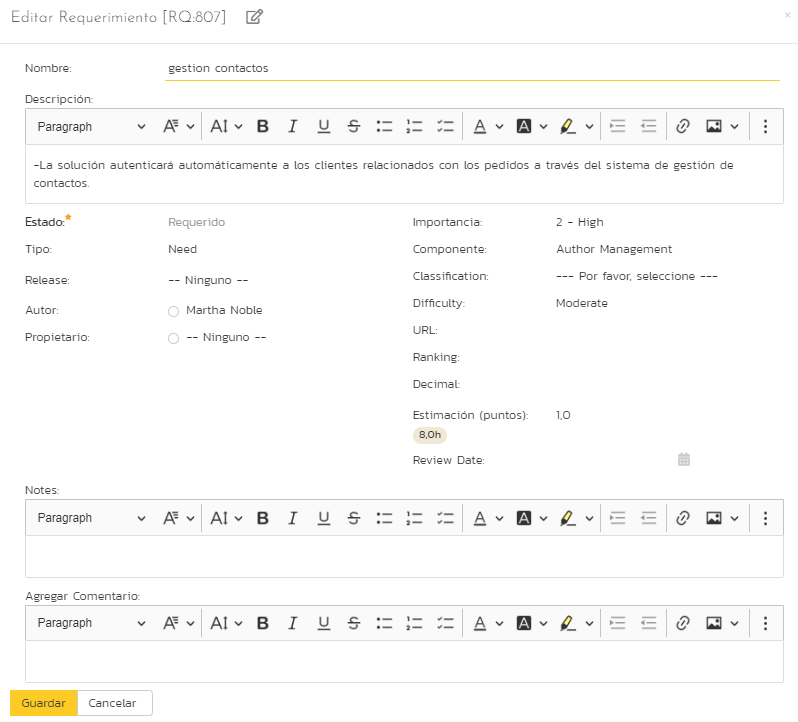 Editar Requerimiento [RQ:807]
×
Nombre: gestion contactos
Descripción:
Paragraph
-La solución autenticará automáticamente a los clientes relacionados con los pedidos a través del sistema de gestión de
contactos.
Estado:* Requerido
Tipo: Need
Release: -- Ninguno --
Autor: Martha Noble
Propietario: -- Ninguno --
Importancia: 2 - High
Componente: Author Management
Classification: --- Por favor, seleccione ---
Difficulty: Moderate
URL:
Ranking:
Decimal:
Estimación (puntos): 1,0
8,0h
Review Date:
Notes:
Paragraph
Agregar Comentario:
Paragraph
Guardar Cancelar